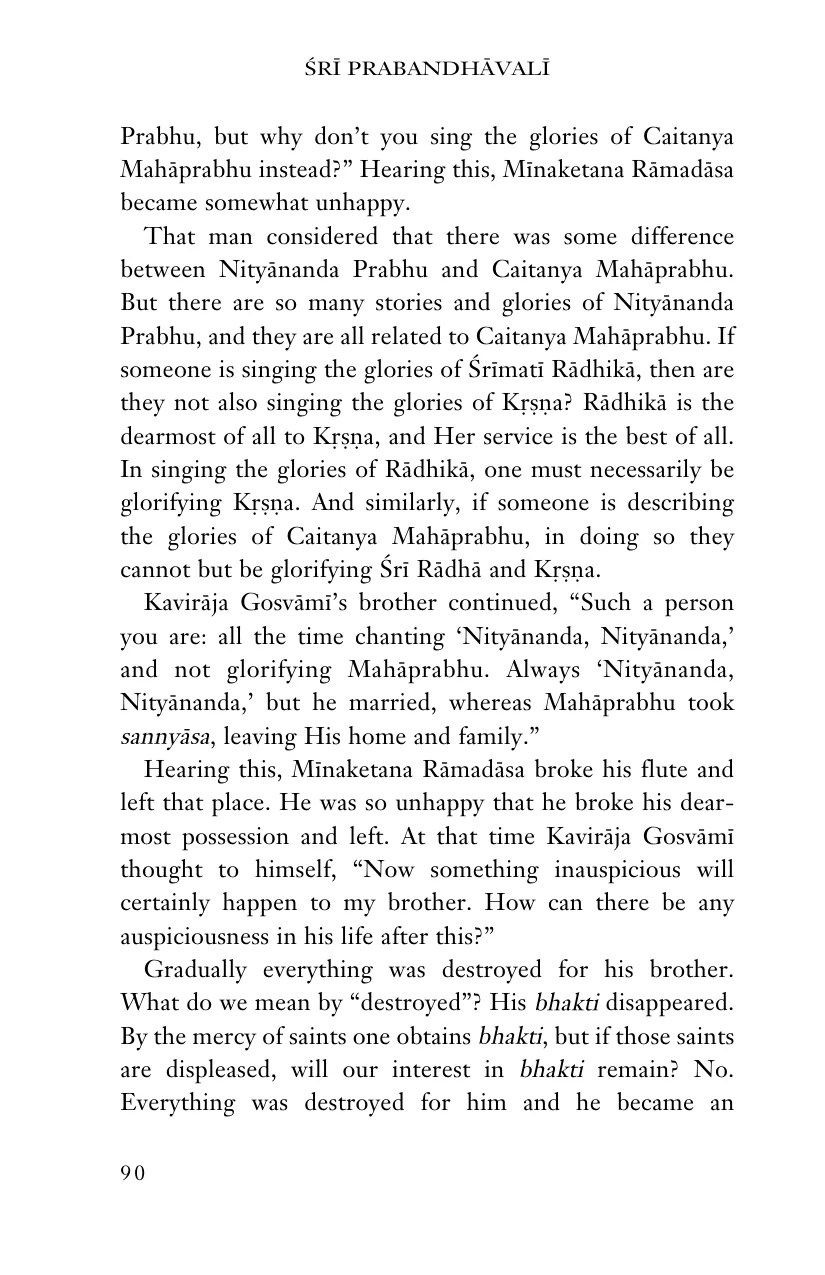 ŚRĪ PRABANDHĀVALĪ
Prabhu, but why don’t you sing the glories of Caitanya
Mahāprabhu instead?” Hearing this, Mīnaketana Rāmadāsa
became somewhat unhappy.
That man considered that there was some difference
between Nityānanda Prabhu and Caitanya Mahāprabhu.
But there are so many stories and glories of Nityānanda
Prabhu, and they are all related to Caitanya Mahāprabhu. If
someone is singing the glories of Śrīmatī Rādhikā, then are
they not also singing the glories of Kṛṣṇa? Rādhikā is the
dearmost of all to Kṛṣṇa, and Her service is the best of all.
In singing the glories of Rādhikā, one must necessarily be
glorifying Kṛṣṇa. And similarly, if someone is describing
the glories of Caitanya Mahāprabhu, in doing so they
cannot but be glorifying Śrī Rādhā and Kṛṣṇa.
Kavirāja Gosvāmī’s brother continued, “Such a person
you are: all the time chanting ‘Nityānanda, Nityānanda,’
and not glorifying Mahāprabhu. Always ‘Nityānanda,
Nityānanda,’ but he married, whereas Mahāprabhu took
sannyāsa, leaving His home and family.”
Hearing this, Mīnaketana Rāmadāsa broke his flute and
left that place. He was so unhappy that he broke his dear-
most possession and left. At that time Kavirāja Gosvāmī
thought to himself, “Now something inauspicious will
certainly happen to my brother. How can there be any
auspiciousness in his life after this?”
Gradually everything was destroyed for his brother.
What do we mean by “destroyed”? His bhakti disappeared.
By the mercy of saints one obtains bhakti, but if those saints
are displeased, will our interest in bhakti remain? No.
Everything was destroyed for him and he became an
90